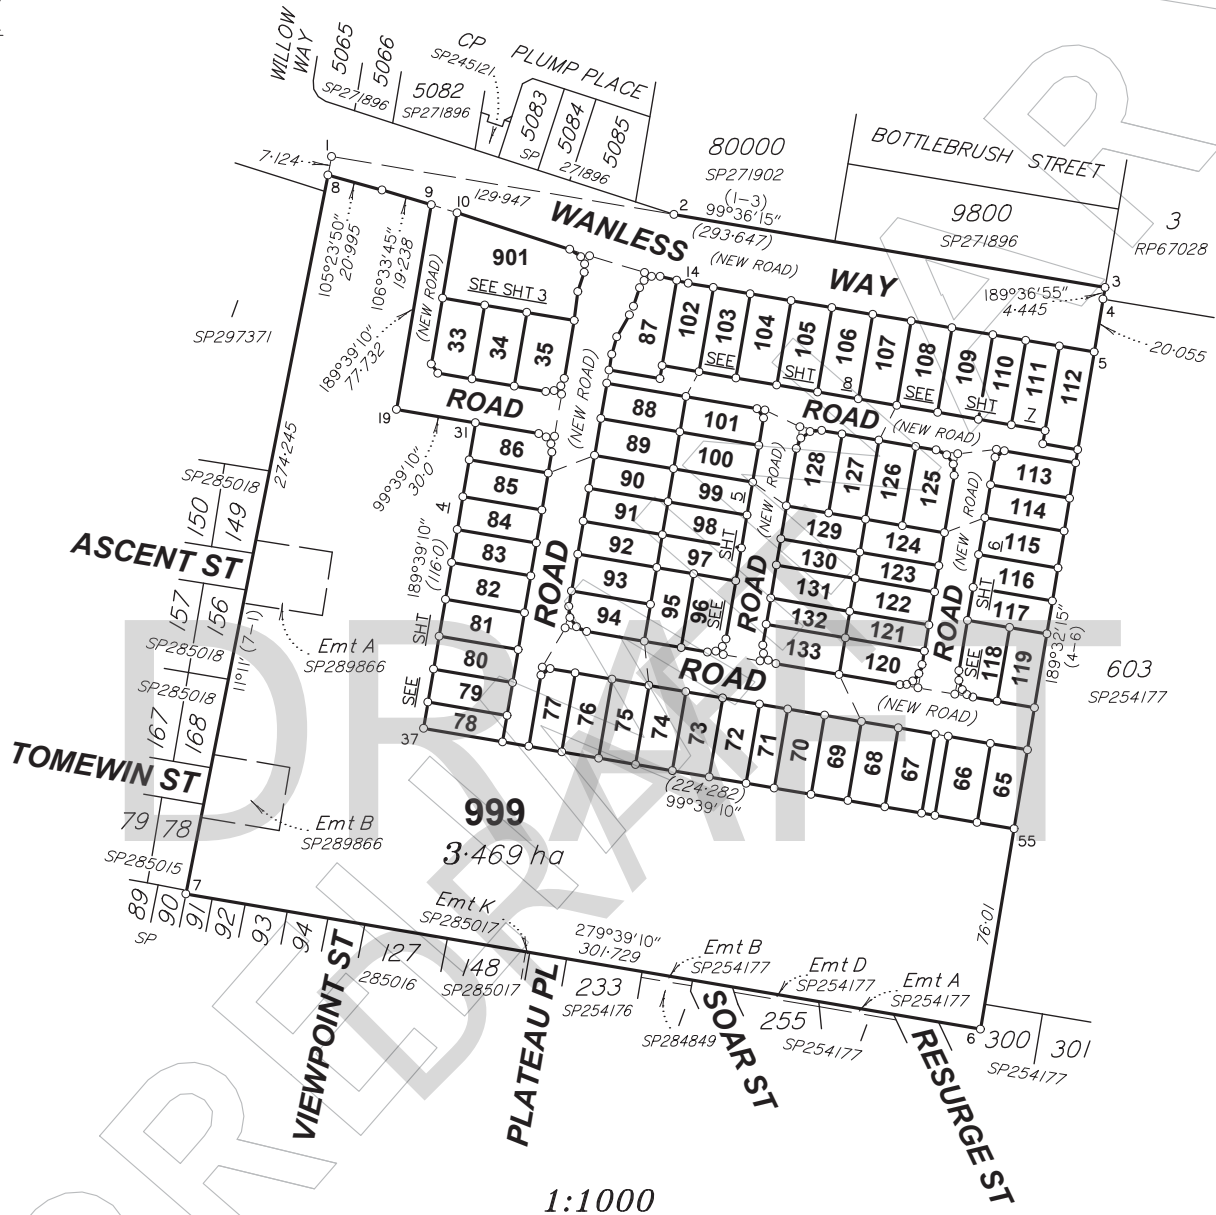 WILLOW
WAY
5065
5066
SP271896
5082
SP271896
CP
SP245121
PLUMP PLACE
5083
5084
5085
SP
271896
80000
SP271902
(1-3)
99°36'15"
(293·647)
BOTTLEBRUSH STREET
9800
SP271896
3
RP67028
7·124
1
8
9
10
129·947
2
WANLESS WAY
(NEW ROAD)
14
3
4
189°36'55"
4·445
20·055
5
105°23'50"
20·995
106°33'45"
19·238
189°39'10"
77·732
(NEW ROAD)
901
SEE SHT 3
33
34
35
ROAD
(NEW ROAD)
SP297371
19
31
99°39'10"
30·0
274·245
87
102
103
104
105
106
107
108
109
110
111
112
SEE
SHT
8
SEE
SHT
7
88
89
90
91
92
93
94
101
100
99
98
97
95
96
SEE
SHT
5
ROAD
(NEW ROAD)
(NEW ROAD)
128
127
126
125
129
130
131
132
133
124
123
122
121
120
(NEW ROAD)
113
114
115
116
117
118
119
SEE
SHT
6
86
85
84
83
82
81
80
79
78
SEE
SHT
4
189°39'10"
(116·0)
ROAD
ROAD
ROAD
ROAD
(NEW ROAD)
189°32'15"
(4-6)
603
SP254177
77
76
75
74
73
72
71
70
69
68
67
66
65
37
(224·282)
99°39'10"
55
SP285018
150
149
ASCENT ST
157
156
SP285018
Emt A
SP289866
11°11' (7-1)
SP285018
167
168
TOMEWIN ST
79
78
SP285015
Emt B
SP289866
999
3·469 ha
DRAFT
7
89
90
91
92
93
94
SP
285016
VIEWPOINT ST
127
148
SP285017
Emt K
SP285017
PLATEAU PL
279°39'10"
301·729
233
SP254176
Emt B
SP254177
Emt D
SP254177
Emt A
SP254177
SP284849
SOAR ST
255
SP254177
RESURGE ST
76·01
6
300
301
SP254177
1:1000